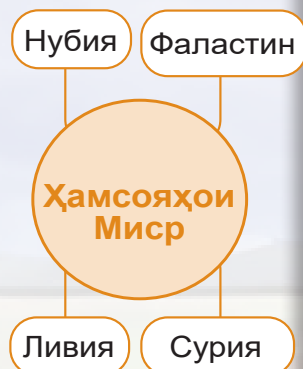 Нубия
Фаластин
Ҳамсояҳои
Миср
Ливия
Сурия